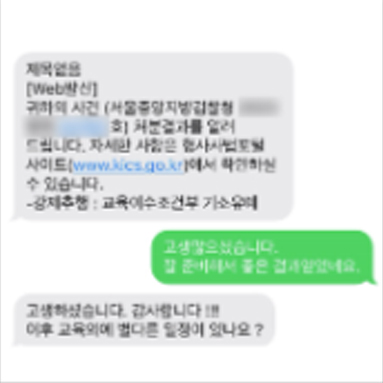 제목없음
[Web발신]
귀하의 사건 (서울중앙지방검찰청
호) 처분결과를 알려
드립니다. 자세한 사항은 형사사법포털
사이트(www.kics.go.kr)에서 확인하실
수 있습니다.
-강제추행 : 교육이수조건부 기소유예
고생많으셨습니다.
잘 준비해서 좋은 결과얻었네요.
고생하셨습니다. 감사합니다 !!!
이후 교육외에 별다른 일정이 있나요 ?